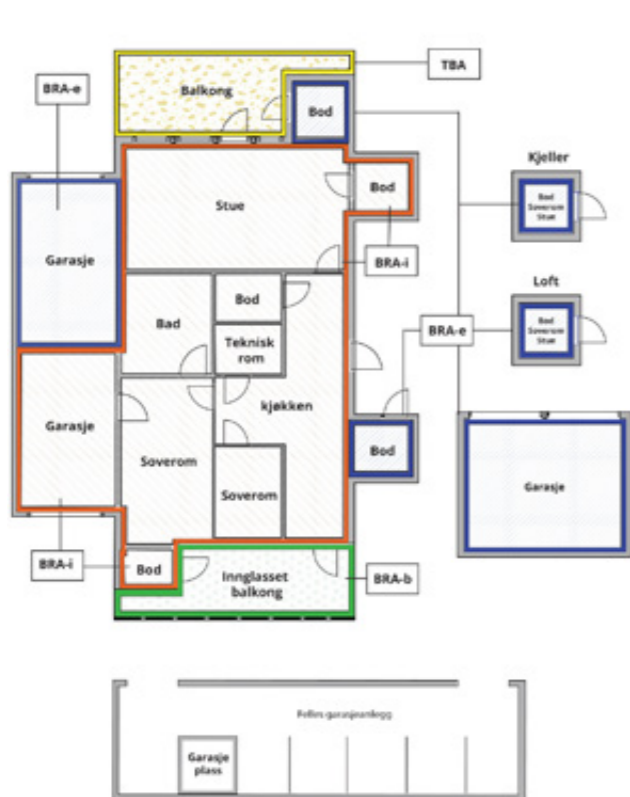 TBA
BRA-e
Balkong
Bod
Kjeller
Bod
Soverom
Stue
Bod
Stue
BRA-i
Garasje
Loft
Bod
Bad
Bod
Soverom
Stue
BRA-e
Teknisk
rom
kjøkken
Garasje
Bod
Soverom
Soverom
Garasje
BRA-i
Bod
Innglasset
balkong
BRA-b
Felles garasjeanlegg
Garasje
plass